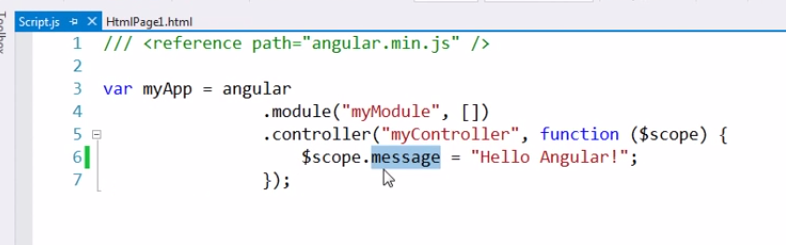 Toolbox
Script.js HtmlPage1.html
1 /// <reference path="angular.min.js" />
2
3 var myApp = angular
4 .module("myModule", [])
5 .controller("myController", function ($scope) {
6 $scope.message = "Hello Angular!";
7 });